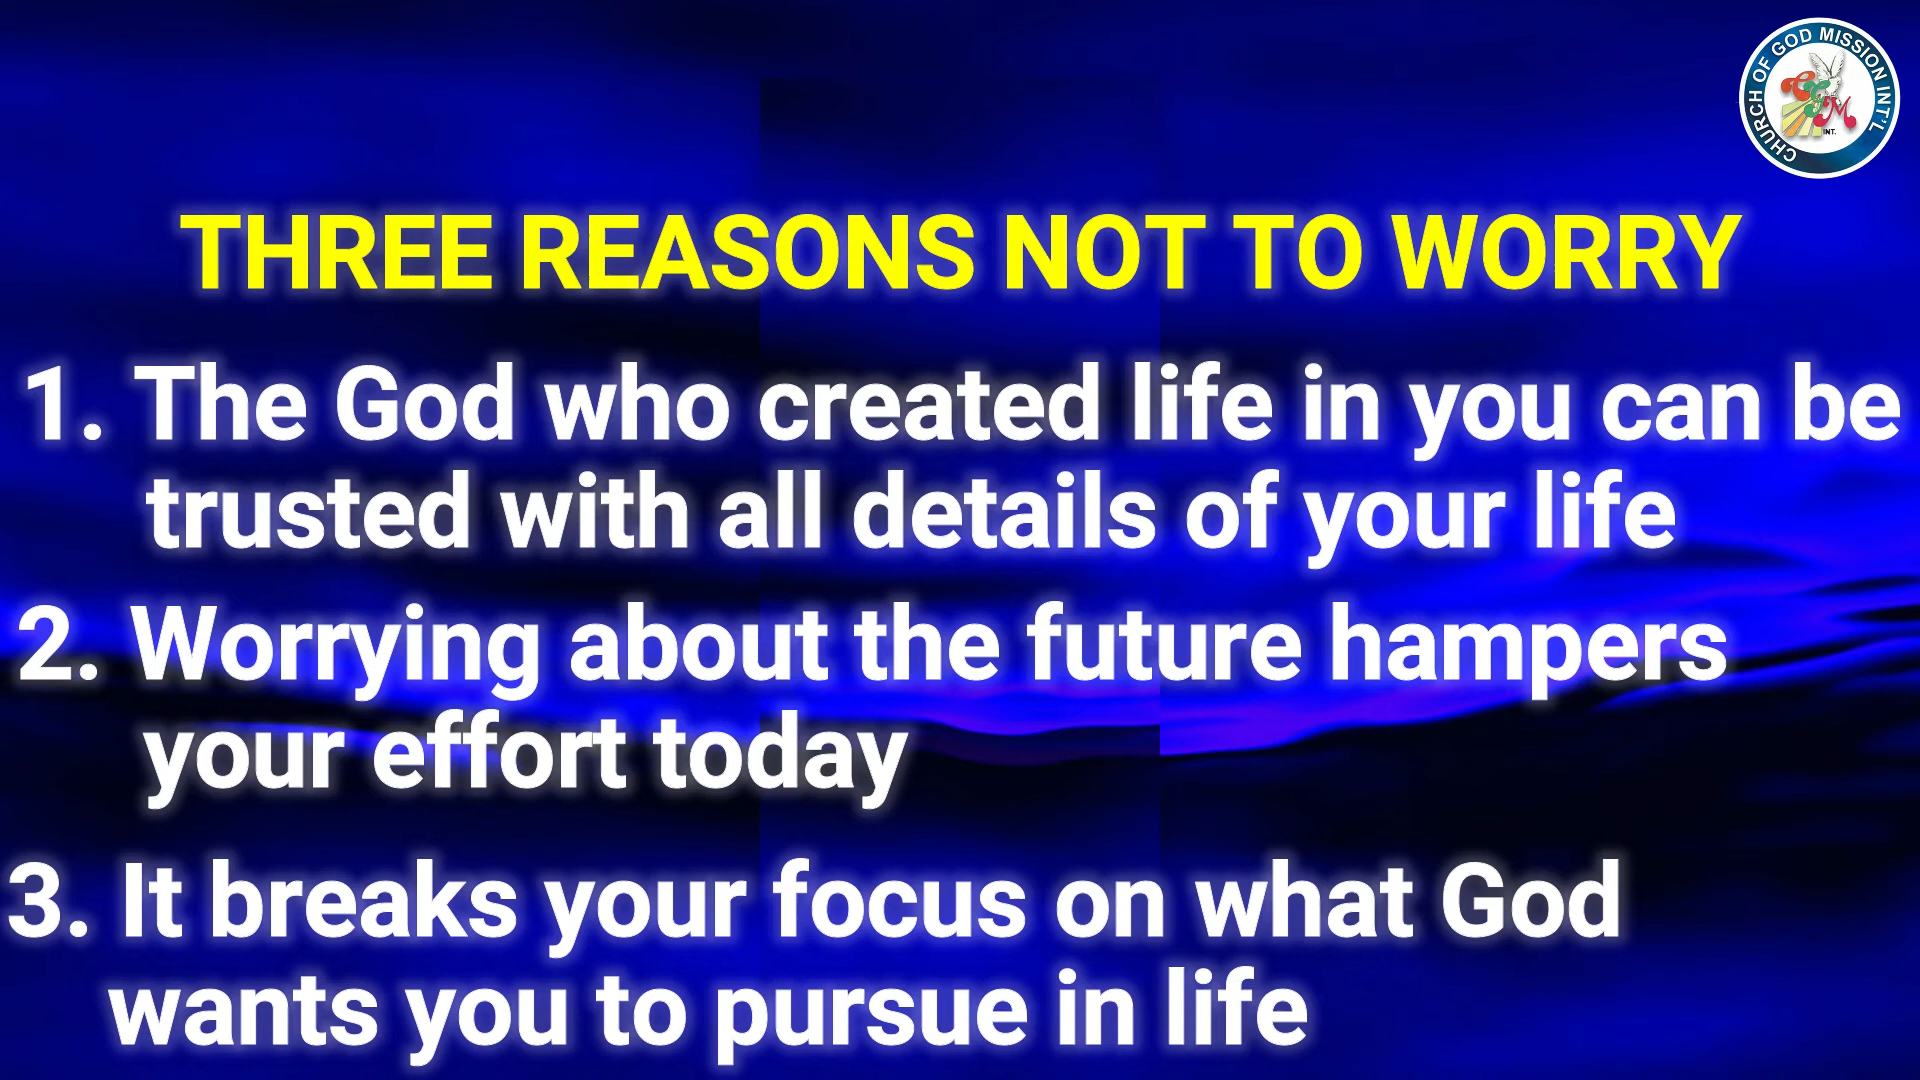 CHURCH OF GOD MISSION INT'L
CGM
INT.
THREE REASONS NOT TO WORRY
1. The God who created life in you can be
trusted with all details of your life
2. Worrying about the future hampers
your effort today
3. It breaks your focus on what God
wants you to pursue in life